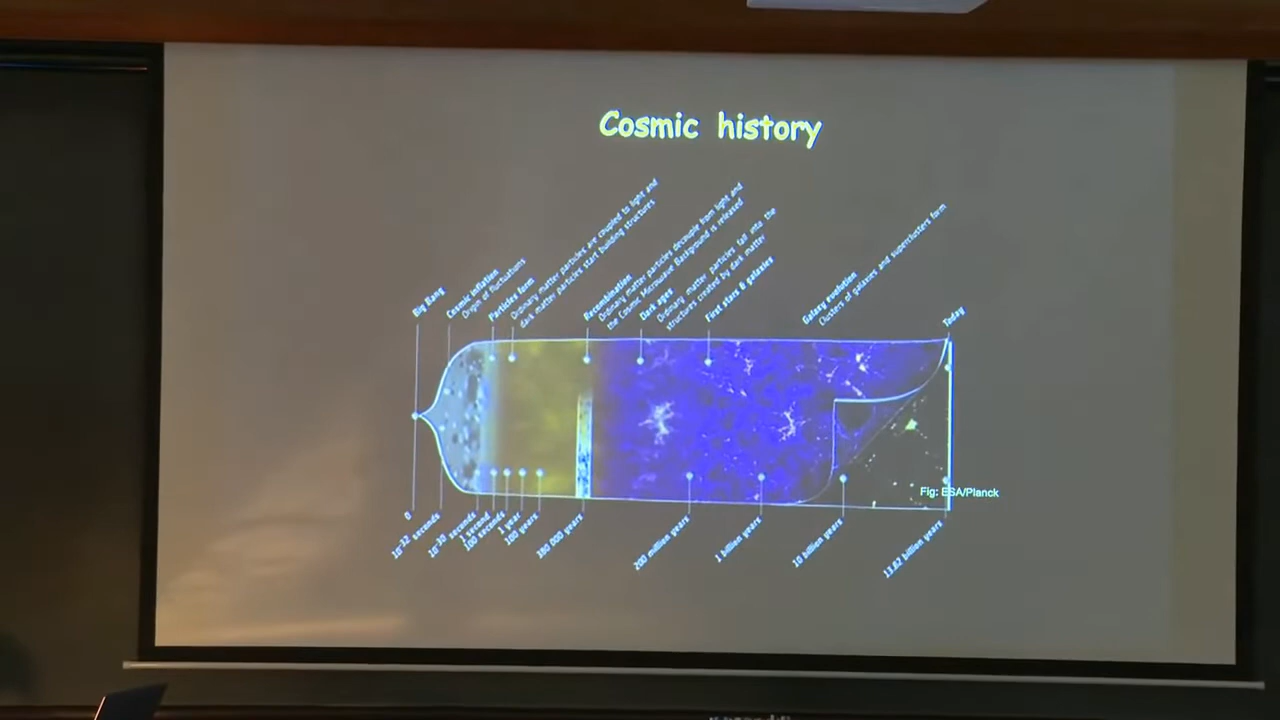 Cosmic history
Big Bang
Cosmic inflation
Origin of fluctuations
Particles form
Ordinary matter particles are coupled to light and
dark matter particles start building structures
Recombination
Ordinary matter particles decouple from light and
the Cosmic Microwave Background is released
Dark ages
Ordinary matter particles fall into the
structures created by dark matter
First stars & galaxies
Galaxy evolution
Clusters of galaxies and superclusters form
Today
Fig: ESA/Planck
0
10⁻³² seconds
1 second
100 seconds
1 year
100 years
380 000 years
200 million years
1 billion years
10 billion years
13.82 billion years